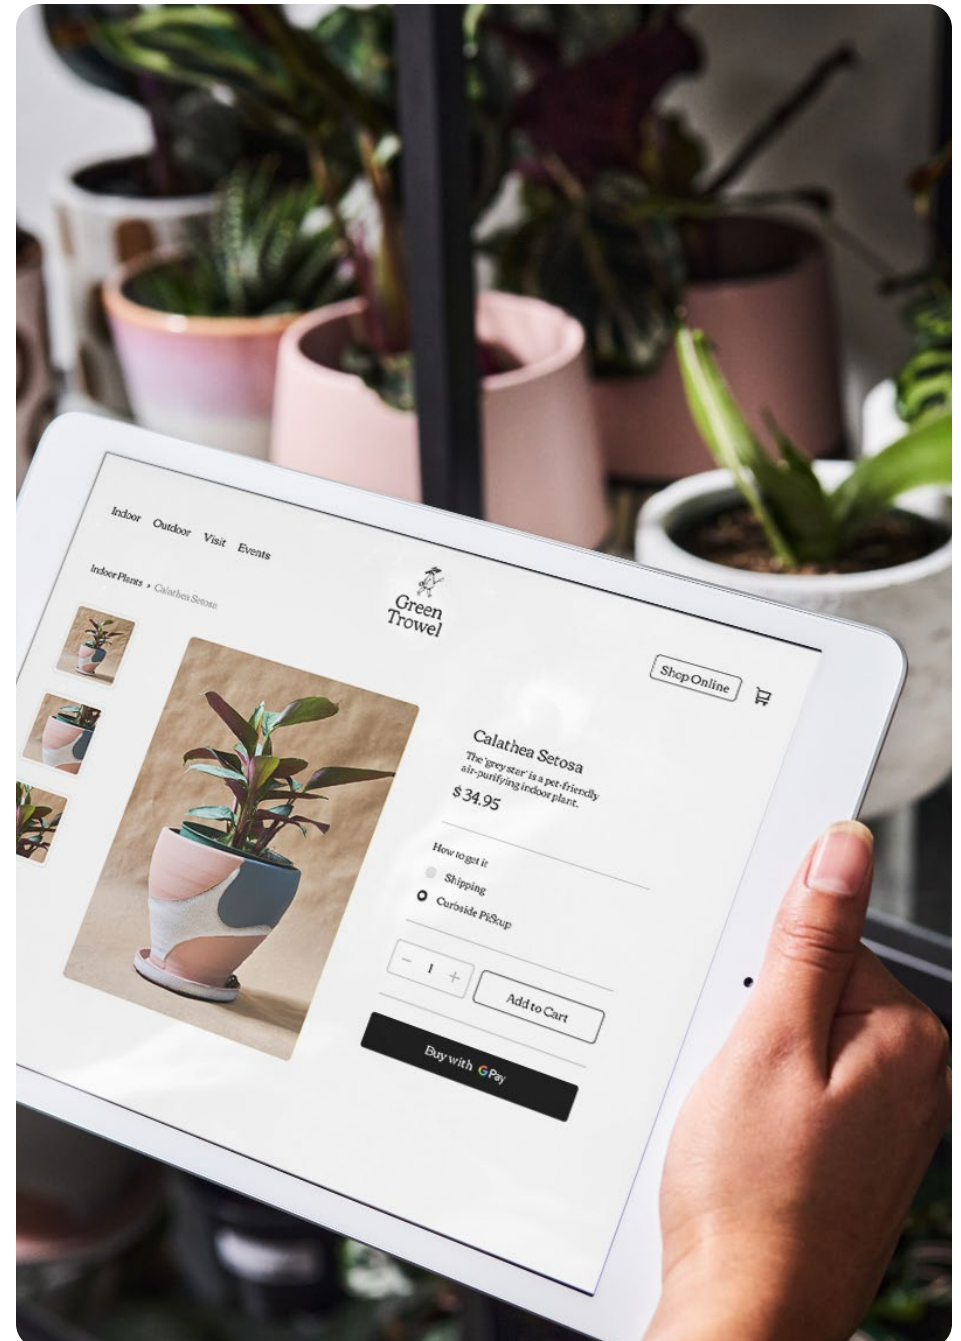 Indoor Outdoor Visit Events
Green
Trowel
Indoor Plants • Calathea Setosa
Shop Online
Calathea Setosa
The 'grey star' is a pet-friendly
air-purifying indoor plant.
$ 34.95
How to get it
Shipping
Curbside PiSkup
− 1 +
Add to Cart
Buy with G Pay